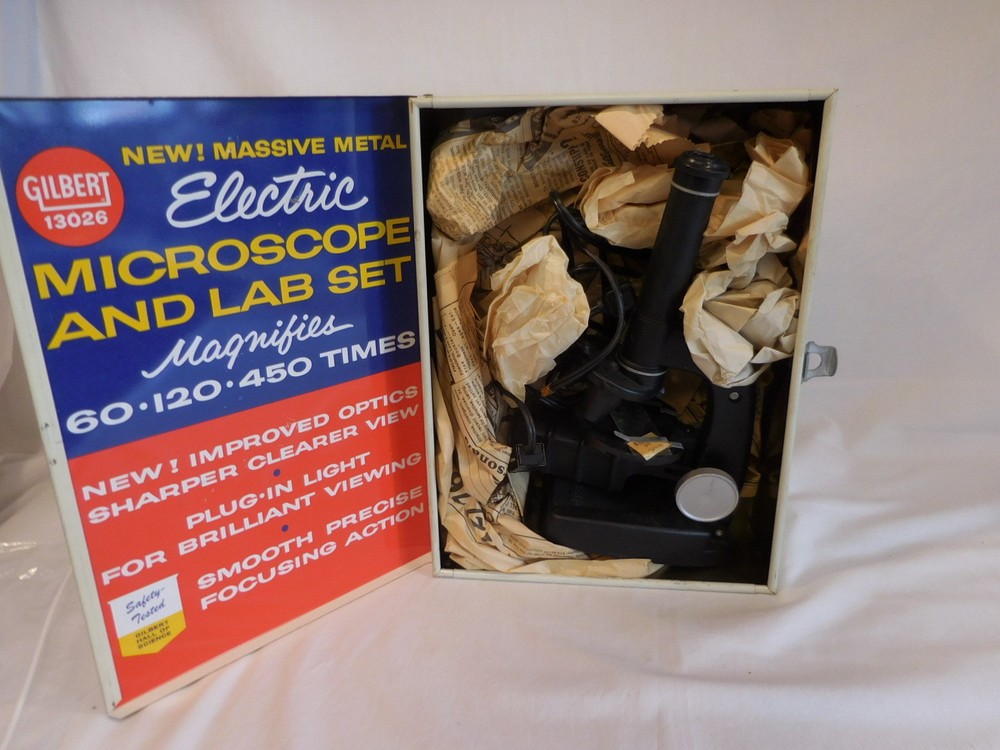 NEW! MASSIVE METAL
GILBERT
13026
Electric
MICROSCOPE
AND LAB SET
Magnifies
60·120·450 TIMES
NEW! IMPROVED OPTICS
SHARPER CLEARER VIEW
PLUG·IN LIGHT
FOR BRILLIANT VIEWING
SMOOTH PRECISE
FOCUSING ACTION
Safety-
Tested
GILBERT
HALL OF
SCIENCE